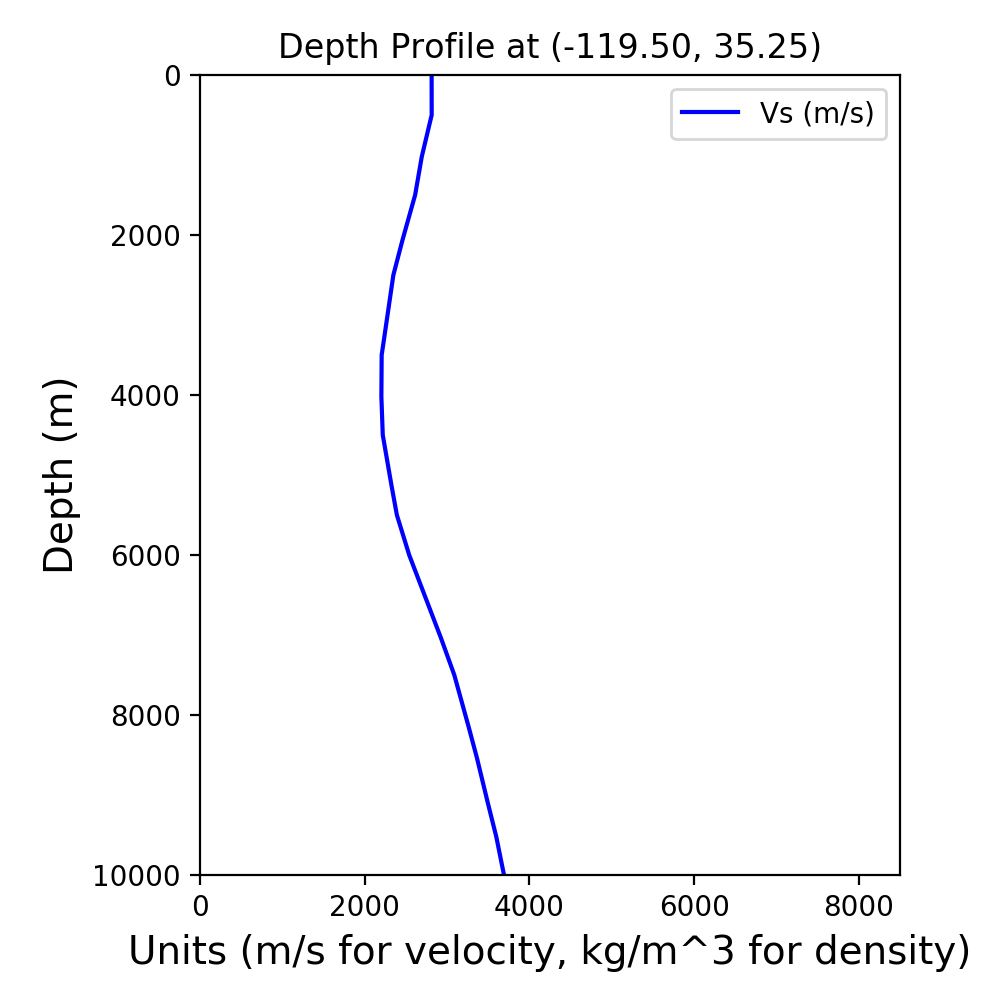 Depth Profile at (-119.50, 35.25)
Vs (m/s)
0
2000
4000
6000
8000
10000
Depth (m)
0
2000
4000
6000
8000
Units (m/s for velocity, kg/m^3 for density)